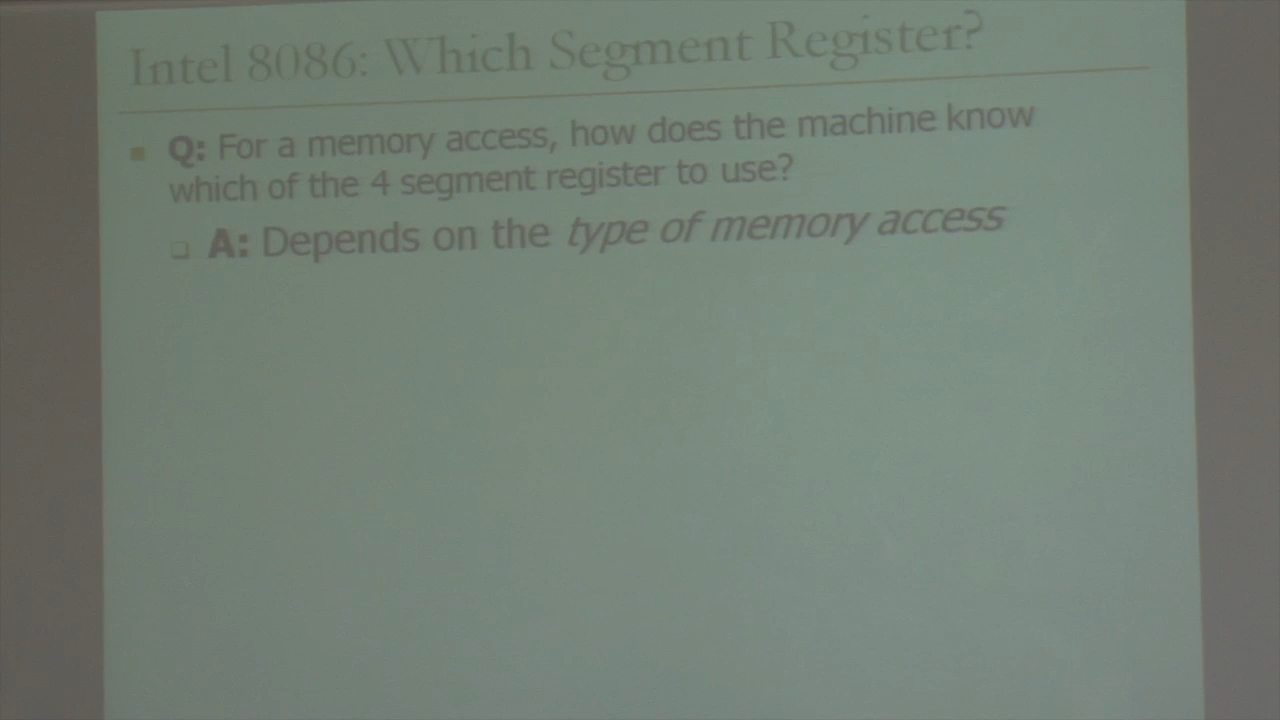 Intel 8086: Which Segment Register?
Q: For a memory access, how does the machine know
which of the 4 segment register to use?
A: Depends on the type of memory access